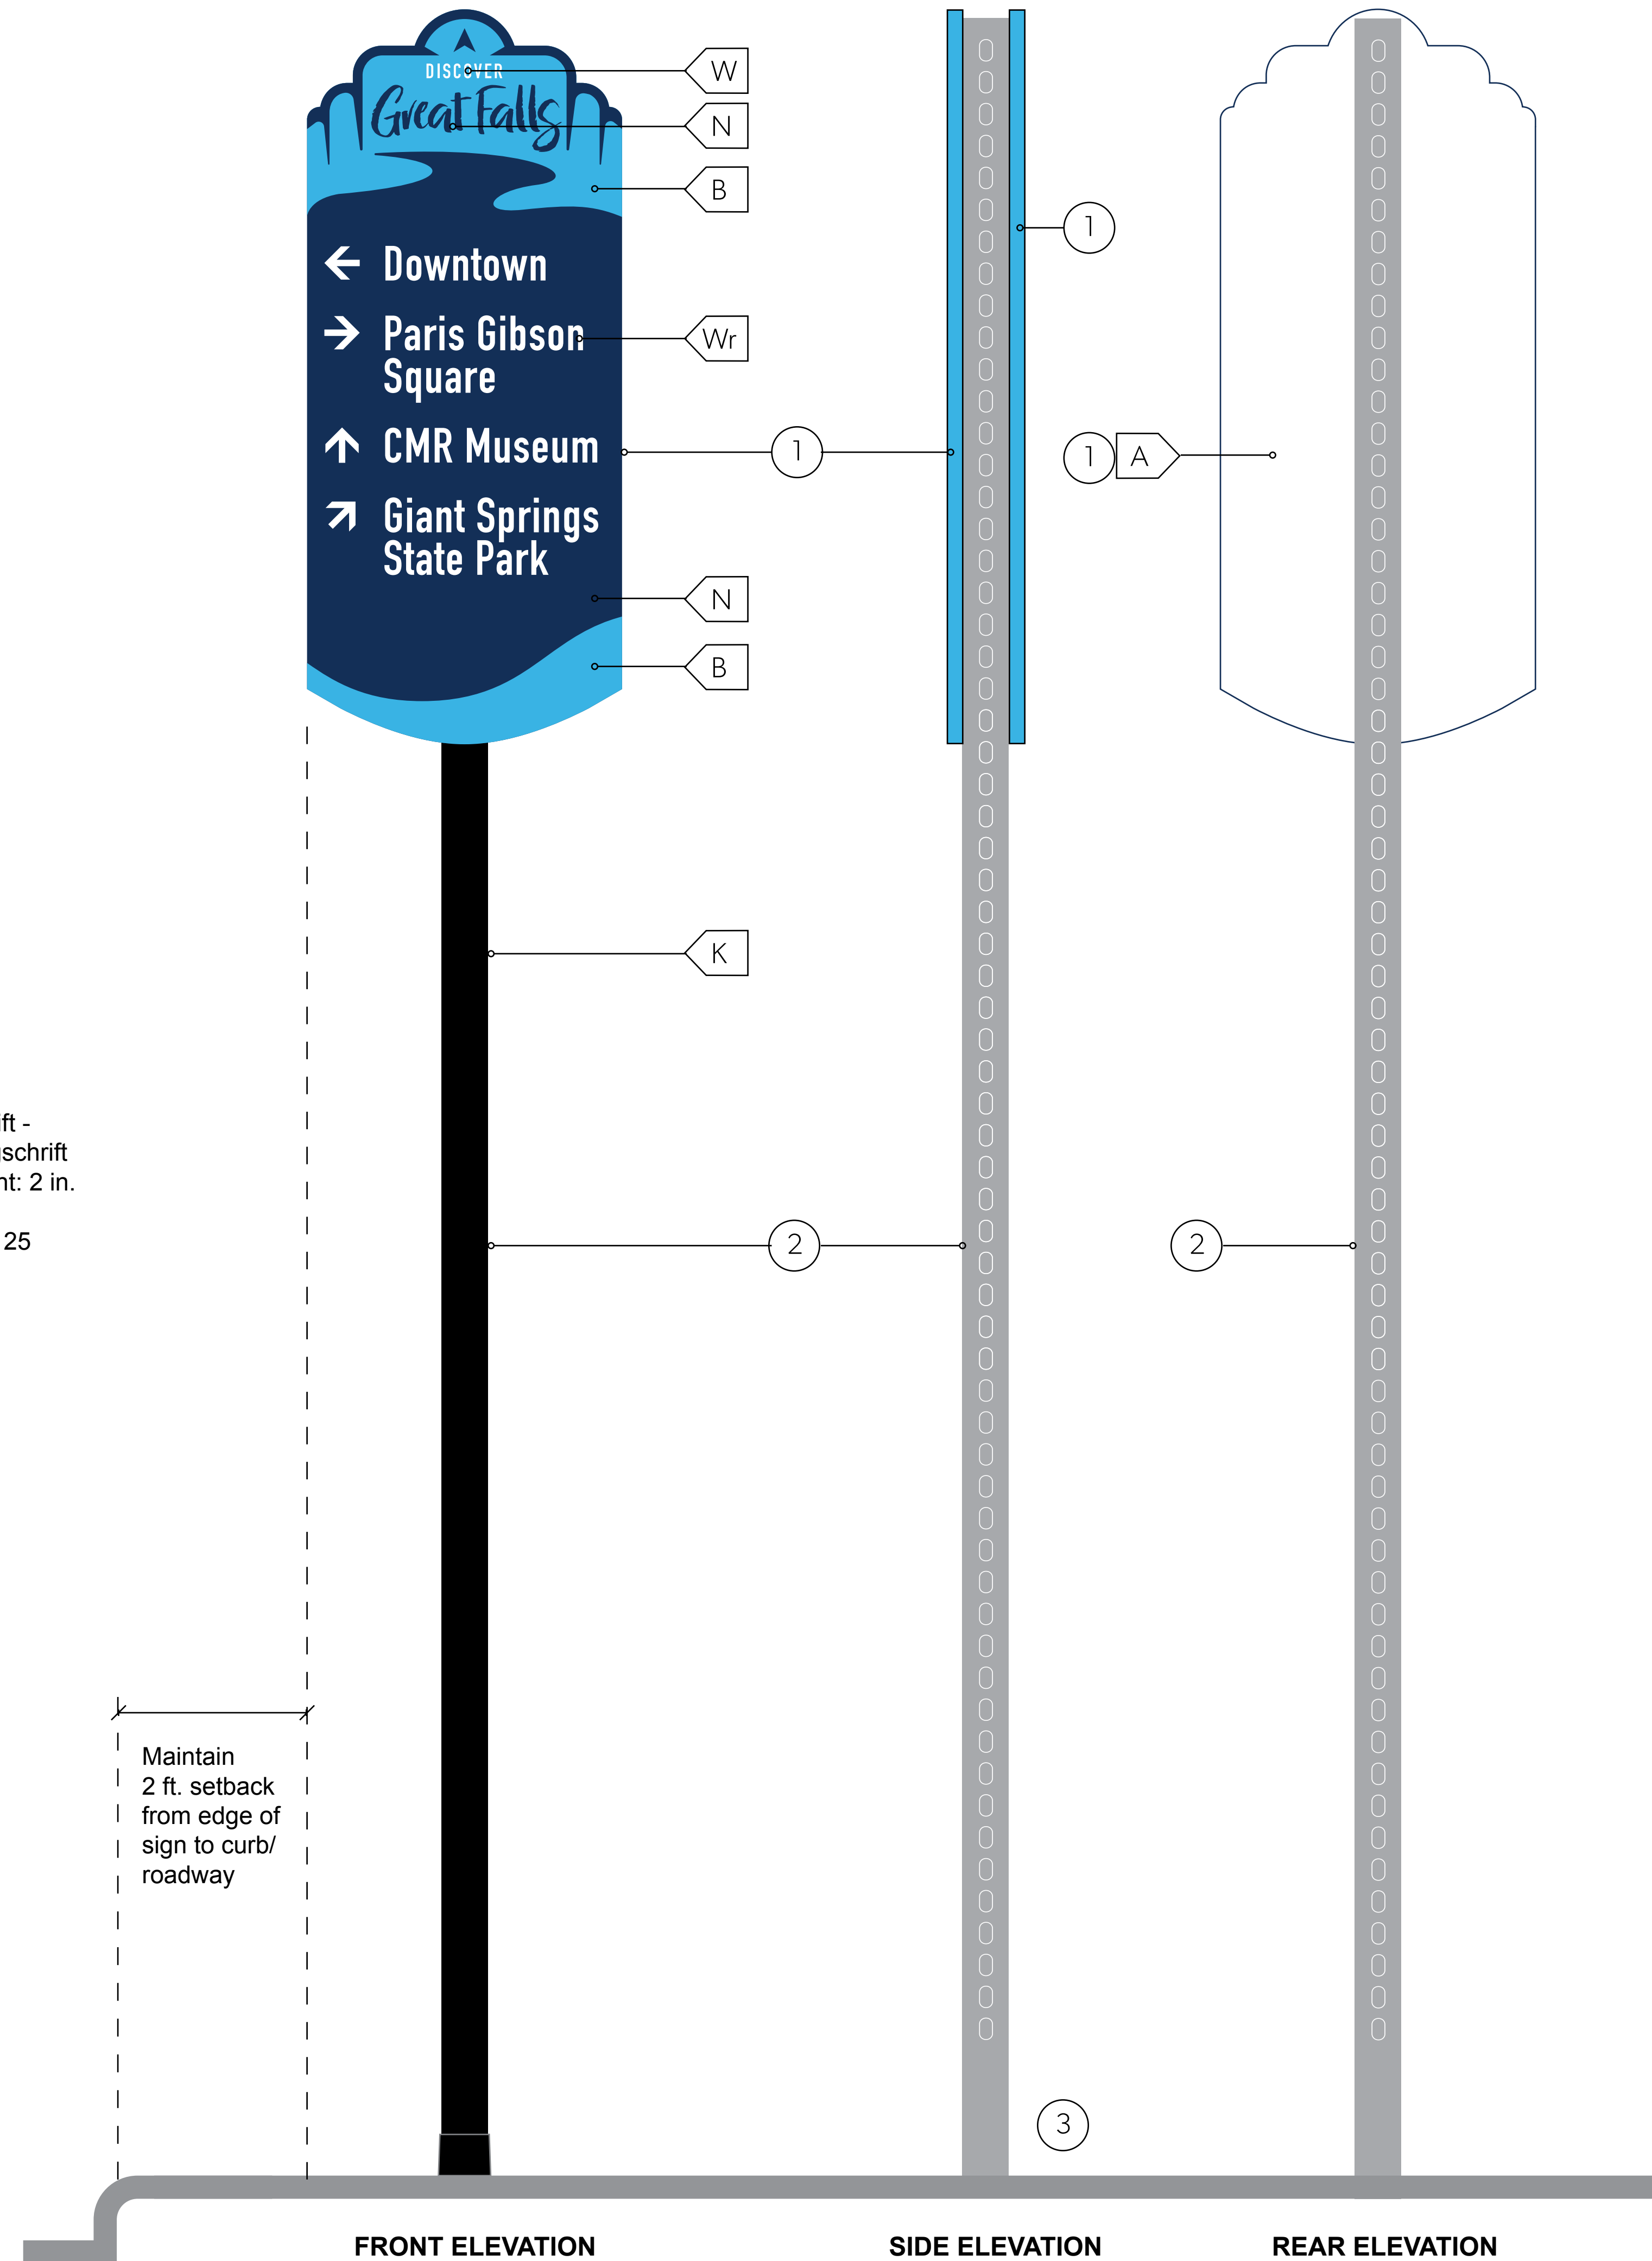 DISCOVER
Great Falls
Downtown
Paris Gibson
Square
CMR Museum
Giant Springs
State Park
W
N
B
Wr
1
N
B
K
2
1
1 A
2
3
ift -
schrift
nt: 2 in.
25
Maintain
2 ft. setback
from edge of
sign to curb/
roadway
FRONT ELEVATION
SIDE ELEVATION
REAR ELEVATION